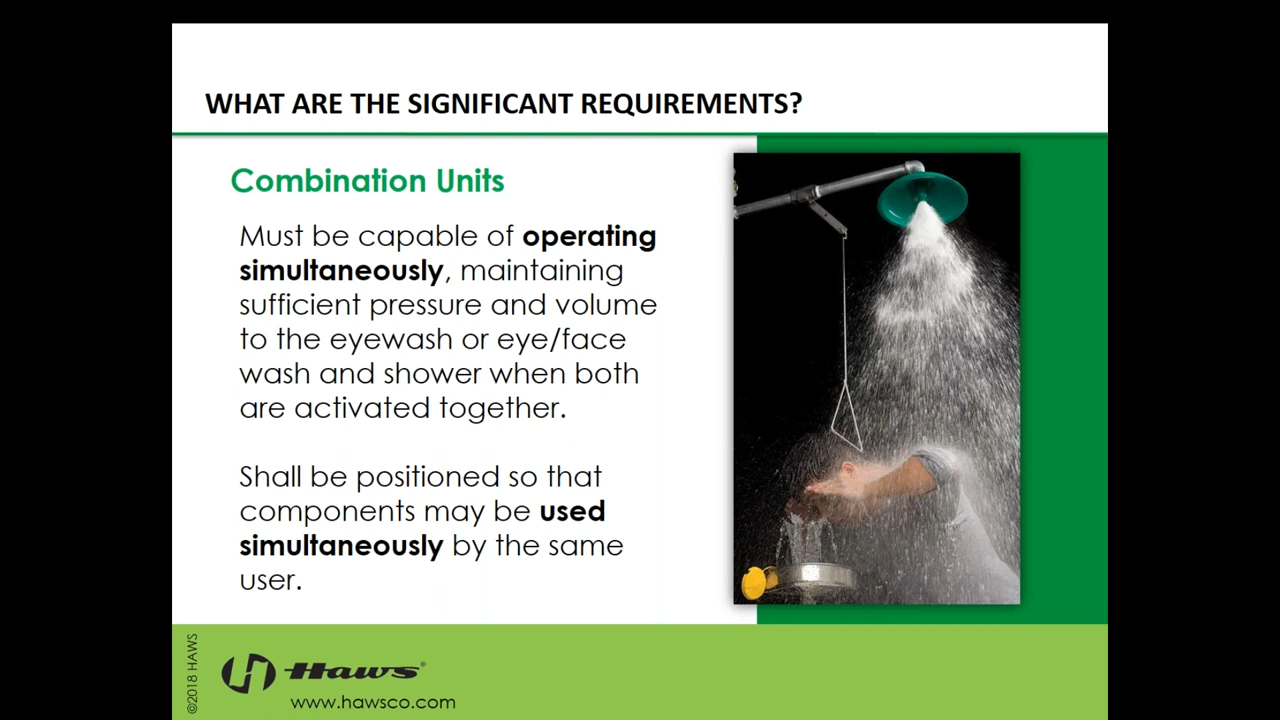 WHAT ARE THE SIGNIFICANT REQUIREMENTS?
Combination Units
Must be capable of operating
simultaneously, maintaining
sufficient pressure and volume
to the eyewash or eye/face
wash and shower when both
are activated together.
Shall be positioned so that
components may be used
simultaneously by the same
user.
©2018 HAWS
Haws®
www.hawsco.com